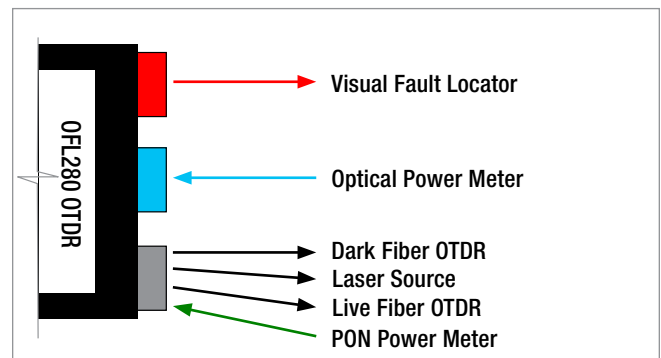 OFL280 OTDR
Visual Fault Locator
Optical Power Meter
Dark Fiber OTDR
Laser Source
Live Fiber OTDR
PON Power Meter